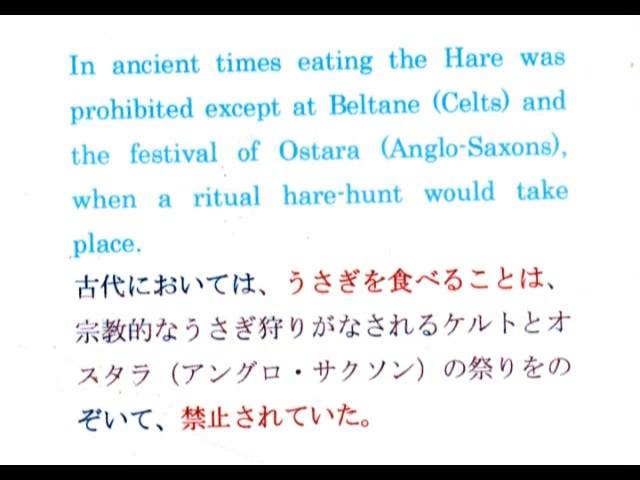 In ancient times eating the Hare was
prohibited except at Beltane (Celts) and
the festival of Ostara (Anglo-Saxons),
when a ritual hare-hunt would take
place.
古代においては、うさぎを食べることは、
宗教的なうさぎ狩りがなされるケルトとオ
スタラ（アングロ・サクソン）の祭りをの
ぞいて、禁止されていた。